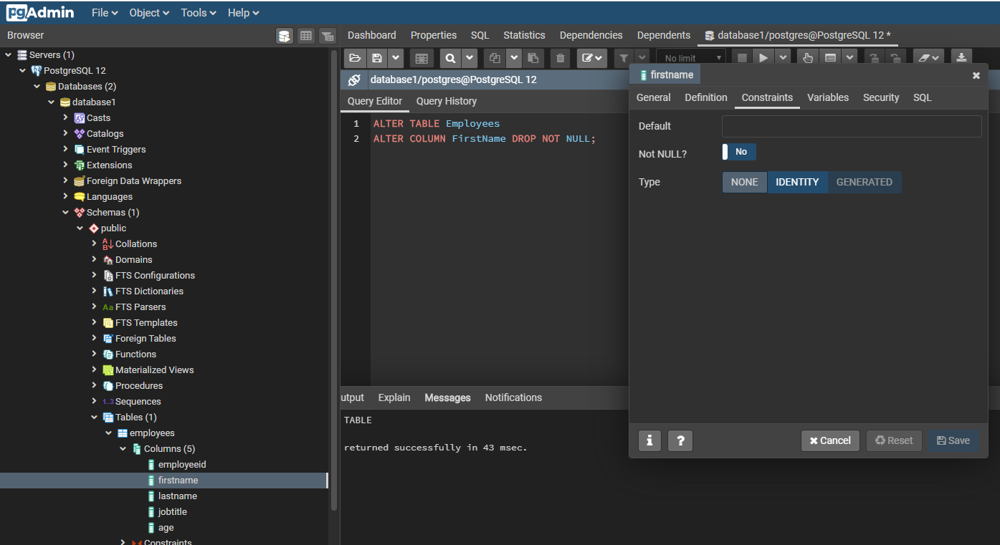 pgAdmin File Object Tools Help
Browser
Dashboard Properties SQL Statistics Dependencies Dependents database1/postgres@PostgreSQL 12 *
Servers (1)
PostgreSQL 12
Databases (2)
database1
Casts
Catalogs
Event Triggers
Extensions
Foreign Data Wrappers
Languages
Schemas (1)
public
Collations
Domains
FTS Configurations
FTS Dictionaries
Aa FTS Parsers
FTS Templates
Foreign Tables
Functions
Materialized Views
Procedures
1..3 Sequences
Tables (1)
employees
Columns (5)
employeeid
firstname
lastname
jobtitle
age
Constraints
No limit
database1/postgres@PostgreSQL 12
Query Editor Query History
1 ALTER TABLE Employees
2 ALTER COLUMN FirstName DROP NOT NULL;
utput Explain Messages Notifications
TABLE
returned successfully in 43 msec.
firstname
General Definition Constraints Variables Security SQL
Default
Not NULL? No
Type NONE IDENTITY GENERATED
i ? Cancel Reset Save